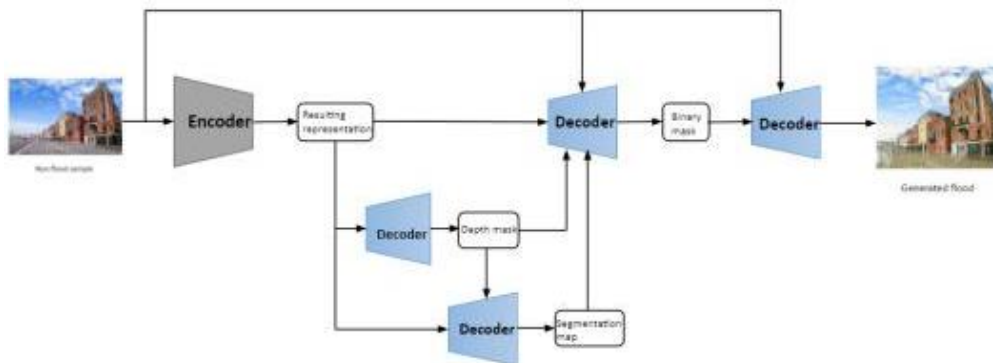 Encoder
Resulting
representation
Decoder
Binary
mask
Decoder
Non flood sample
Generated flood
Decoder
Depth mask
Decoder
Segmentation
map